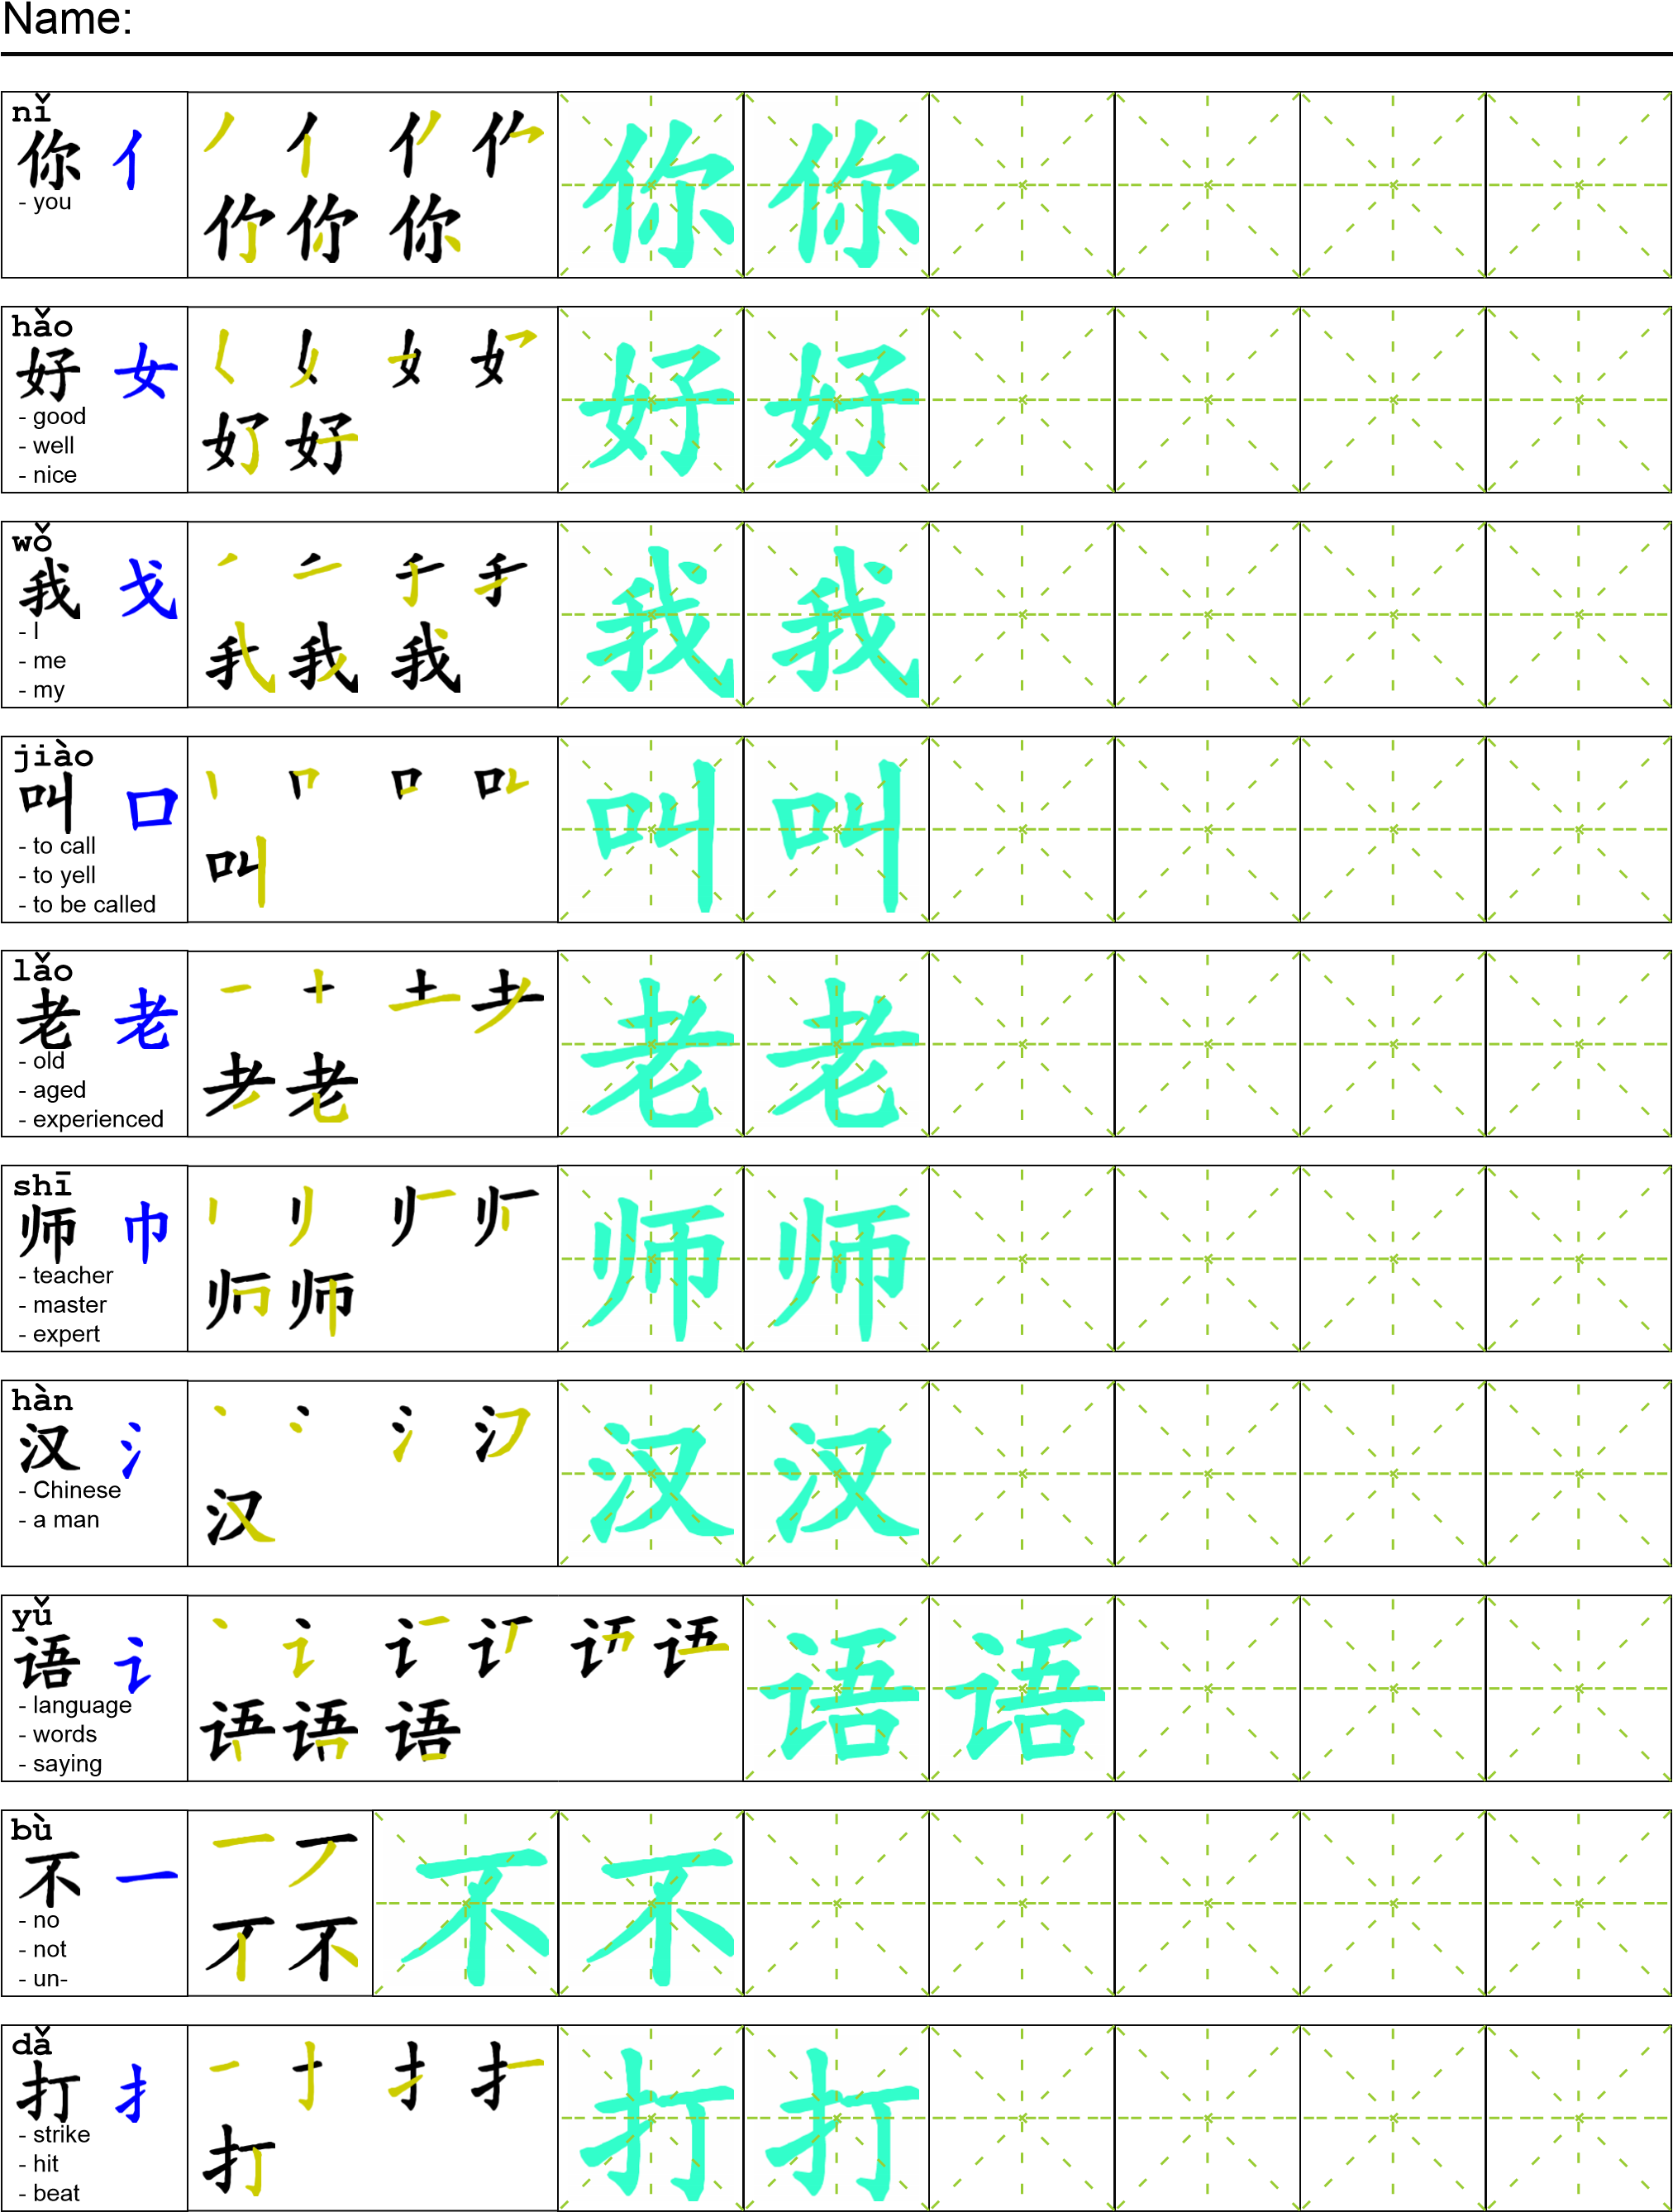 Name:
nǐ
你 亻
- you
你 你
hǎo
好 女
- good
- well
- nice
好 好
wǒ
我 戈
- I
- me
- my
我 我
jiào
叫 口
- to call
- to yell
- to be called
叫 叫
lǎo
老 老
- old
- aged
- experienced
老 老
shī
师 巾
- teacher
- master
- expert
师 师
hàn
汉 氵
- Chinese
- a man
汉 汉
yǔ
语 讠
- language
- words
- saying
语 语
bù
不 一
- no
- not
- un-
不 不
dǎ
打 扌
- strike
- hit
- beat
打 打